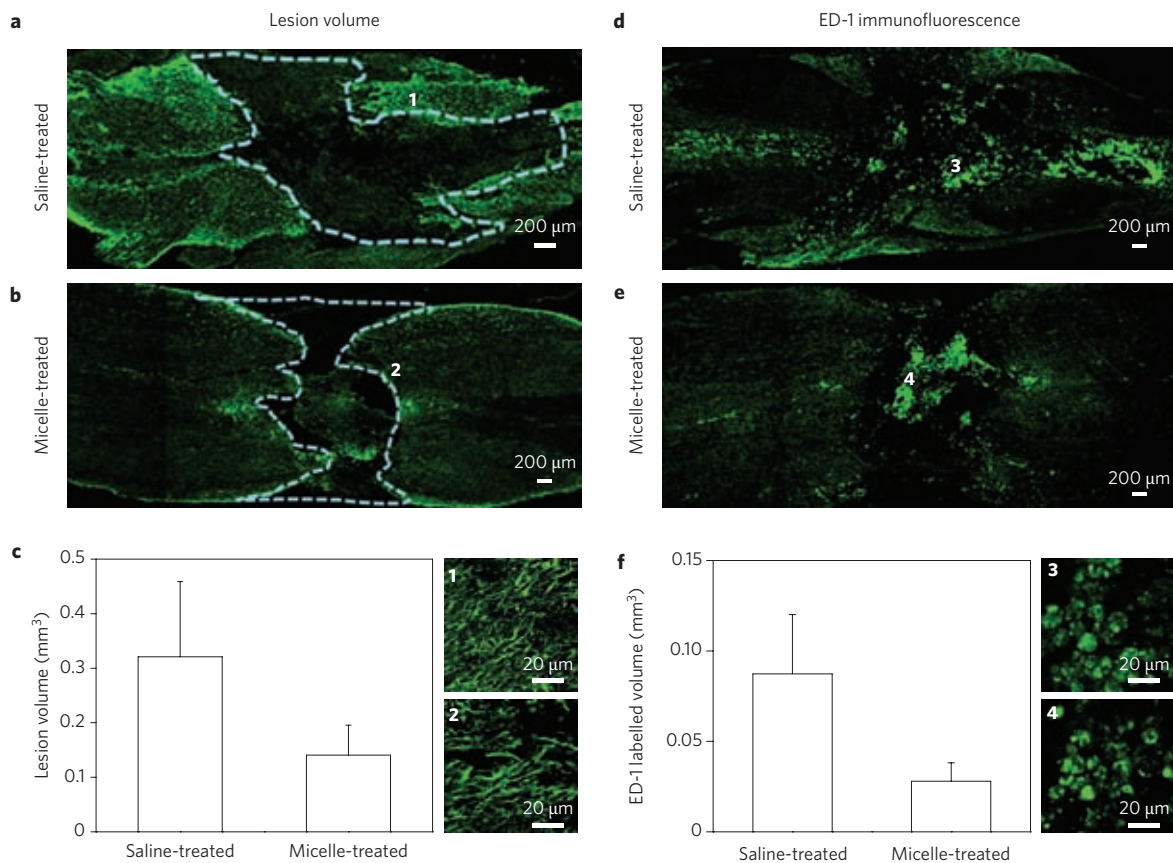 a
Lesion volume
Saline-treated
1
200 µm
b
Micelle-treated
2
200 µm
c
Lesion volume (mm³)
0.5
0.4
0.3
0.2
0.1
0
Saline-treated
Micelle-treated
1
20 µm
2
20 µm
d
ED-1 immunofluorescence
Saline-treated
3
200 µm
e
Micelle-treated
4
200 µm
f
ED-1 labelled volume (mm³)
0.15
0.10
0.05
0
Saline-treated
Micelle-treated
3
20 µm
4
20 µm